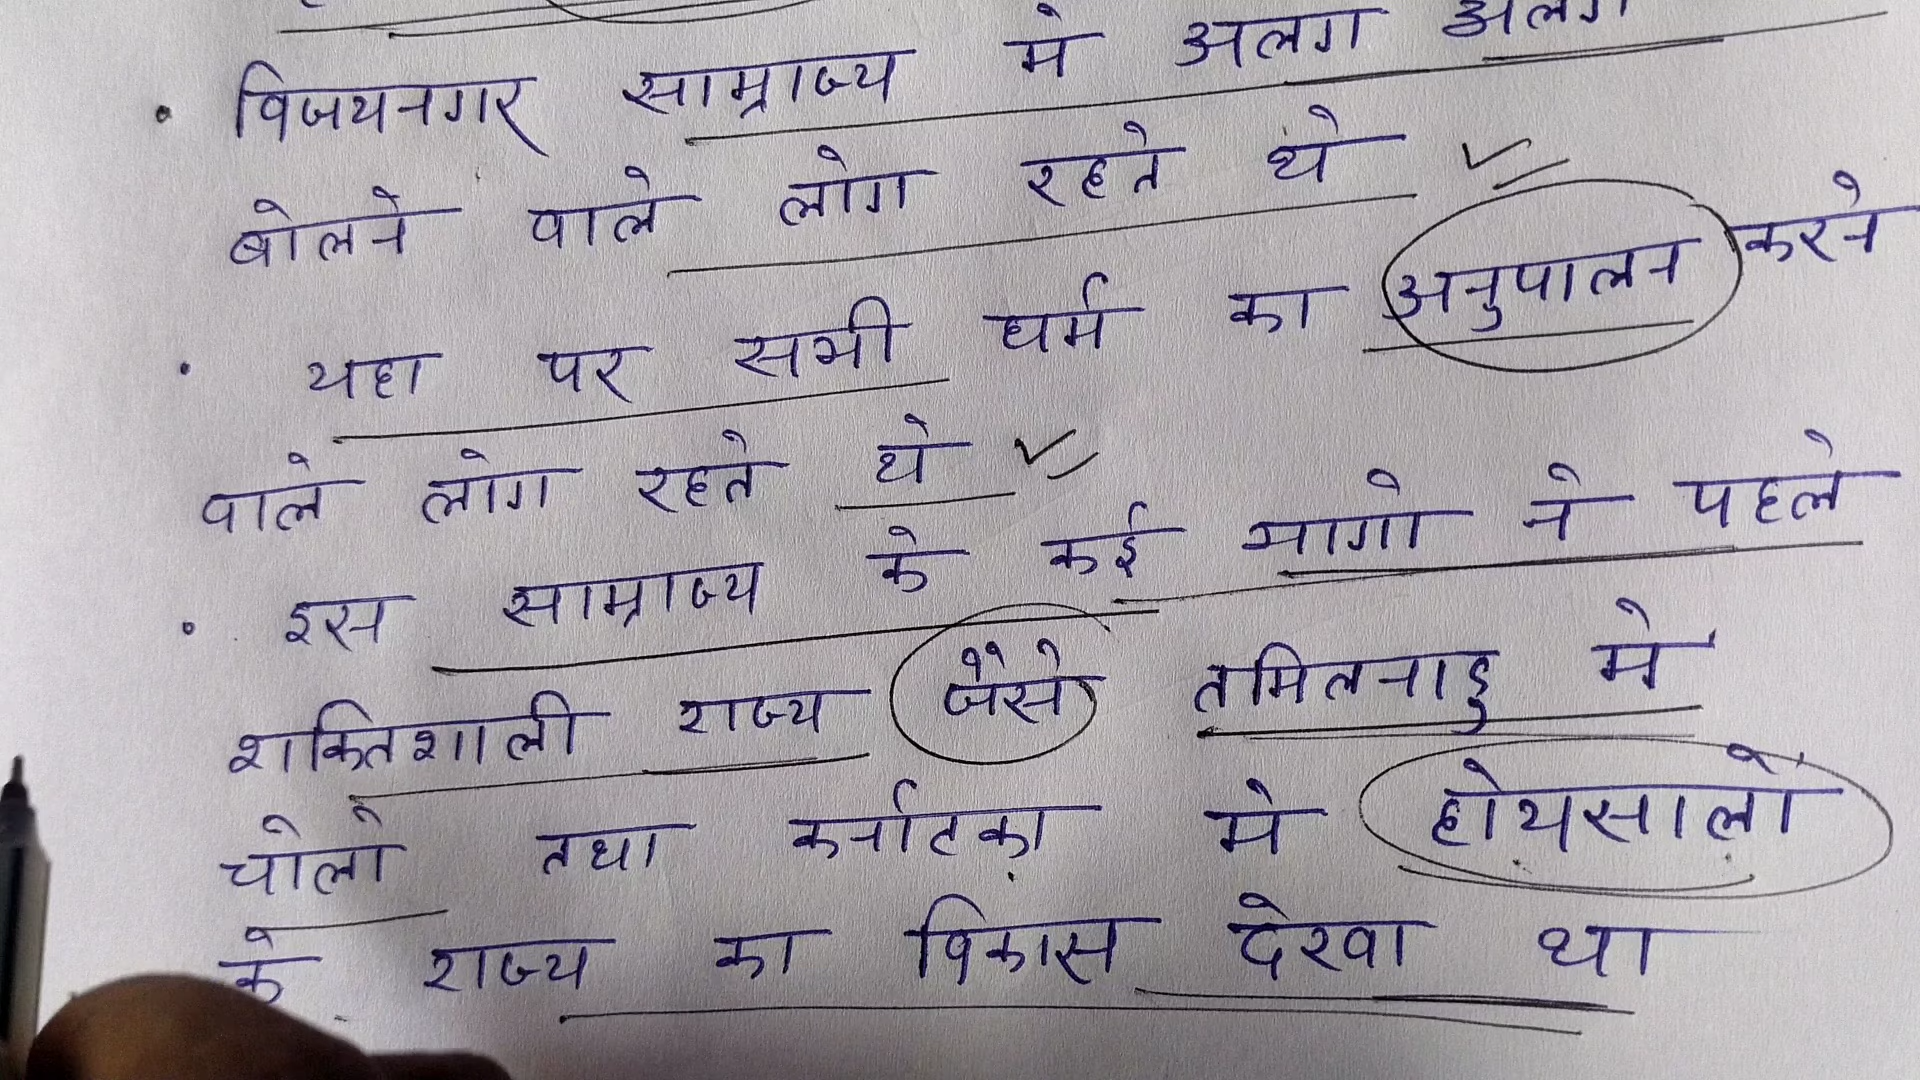 विजयनगर साम्राज्य मे अलग अलग
बोलने वाले लोग रहते थे
यहा पर सभी धर्म का अनुपालन करने
वाले लोग रहते थे
इस साम्राज्य के कई भागो ने पहले
शक्तिशाली राज्य जैसे तमिलनाडु मे
चोलो तथा कर्नाटका मे होयसालो
के राज्य का विकास देखा था